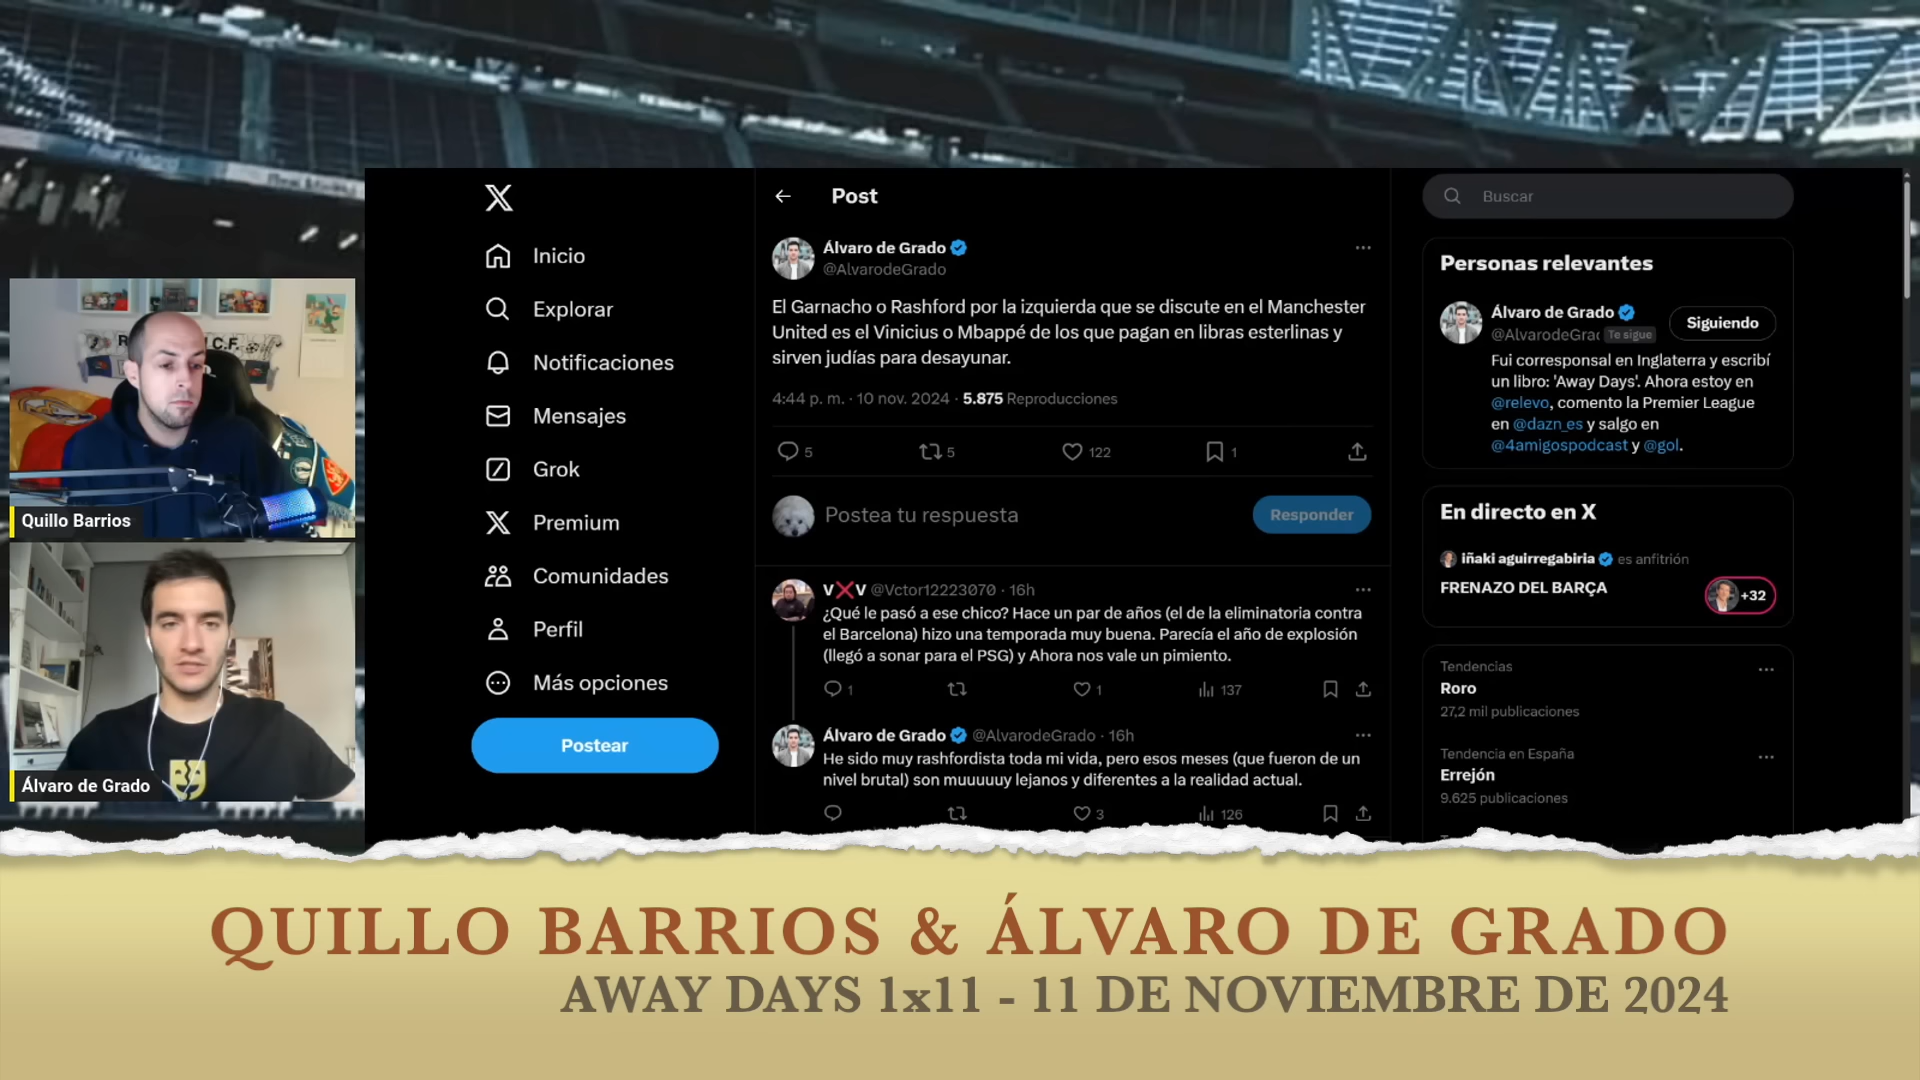 Inicio
Explorar
Notificaciones
Mensajes
Grok
Premium
Comunidades
Perfil
Más opciones
Postear
Post
Álvaro de Grado
@AlvarodeGrado
El Garnacho o Rashford por la izquierda que se discute en el Manchester
United es el Vinicius o Mbappé de los que pagan en libras esterlinas y
sirven judías para desayunar.
4:44 p. m. · 10 nov. 2024 · 5.875 Reproducciones
5
5
122
1
Postea tu respuesta
Responder
V❌V @Vctor12223070 · 16h
¿Qué le pasó a ese chico? Hace un par de años (el de la eliminatoria contra
el Barcelona) hizo una temporada muy buena. Parecía el año de explosión
(llegó a sonar para el PSG) y Ahora nos vale un pimiento.
1
1
137
Álvaro de Grado @AlvarodeGrado · 16h
He sido muy rashfordista toda mi vida, pero esos meses (que fueron de un
nivel brutal) son muuuuuy lejanos y diferentes a la realidad actual.
3
126
Buscar
Personas relevantes
Álvaro de Grado
Siguiendo
@AlvarodeGrac Te sigue
Fui corresponsal en Inglaterra y escribí
un libro: 'Away Days'. Ahora estoy en
@relevo, comento la Premier League
en @dazn_es y salgo en
@4amigospodcast y @gol.
En directo en X
iñaki aguirregabiria es anfitrión
FRENAZO DEL BARÇA
+32
Tendencias
Roro
27,2 mil publicaciones
Tendencia en España
Errejón
9.625 publicaciones
Quillo Barrios
Álvaro de Grado
QUILLO BARRIOS & ÁLVARO DE GRADO
AWAY DAYS 1x11 - 11 DE NOVIEMBRE DE 2024